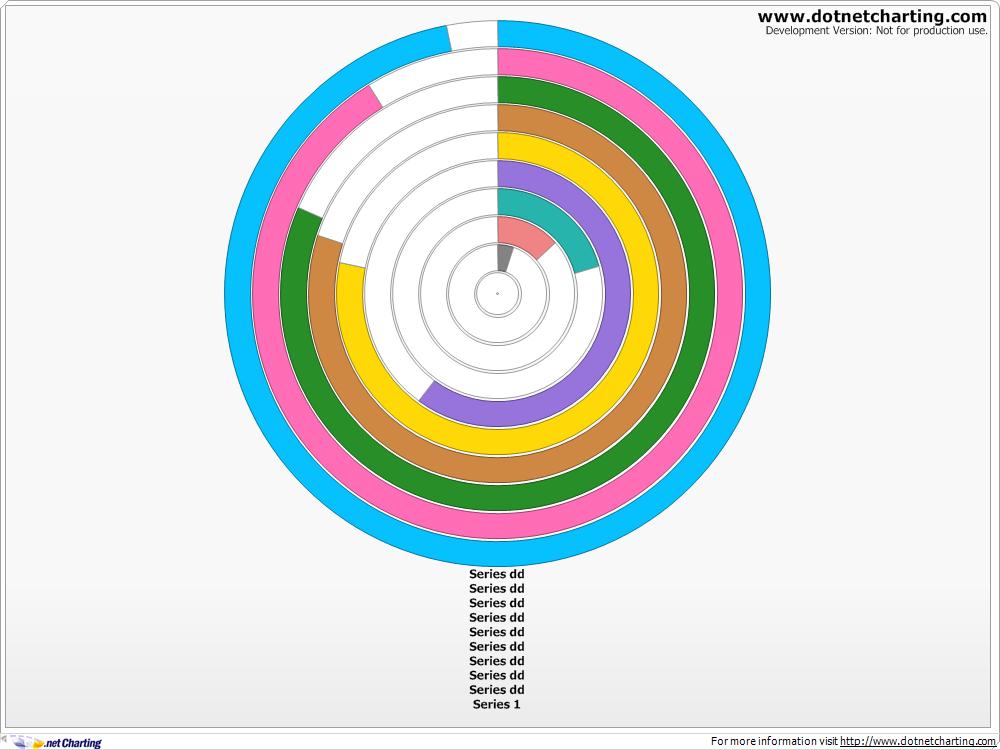 www.dotnetcharting.com
Development Version: Not for production use.
Series dd
Series dd
Series dd
Series dd
Series dd
Series dd
Series dd
Series dd
Series dd
Series 1
.net Charting
For more information visit http://www.dotnetcharting.com